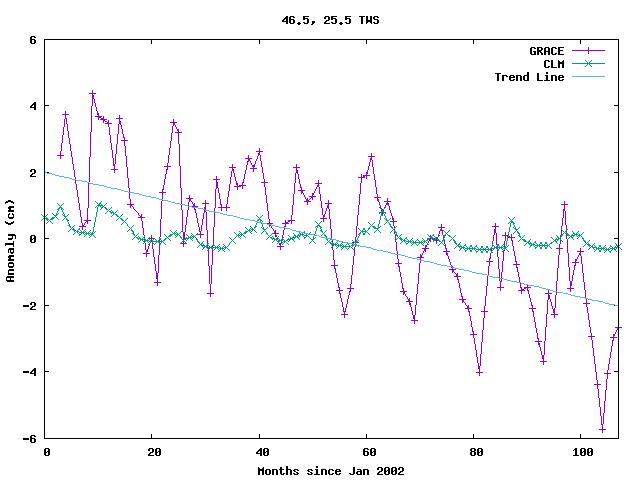 46.5, 25.5 TWS
GRACE
CLM
Trend Line
6
4
2
0
-2
-4
-6
Anomaly (cm)
0 20 40 60 80 100
Months since Jan 2002